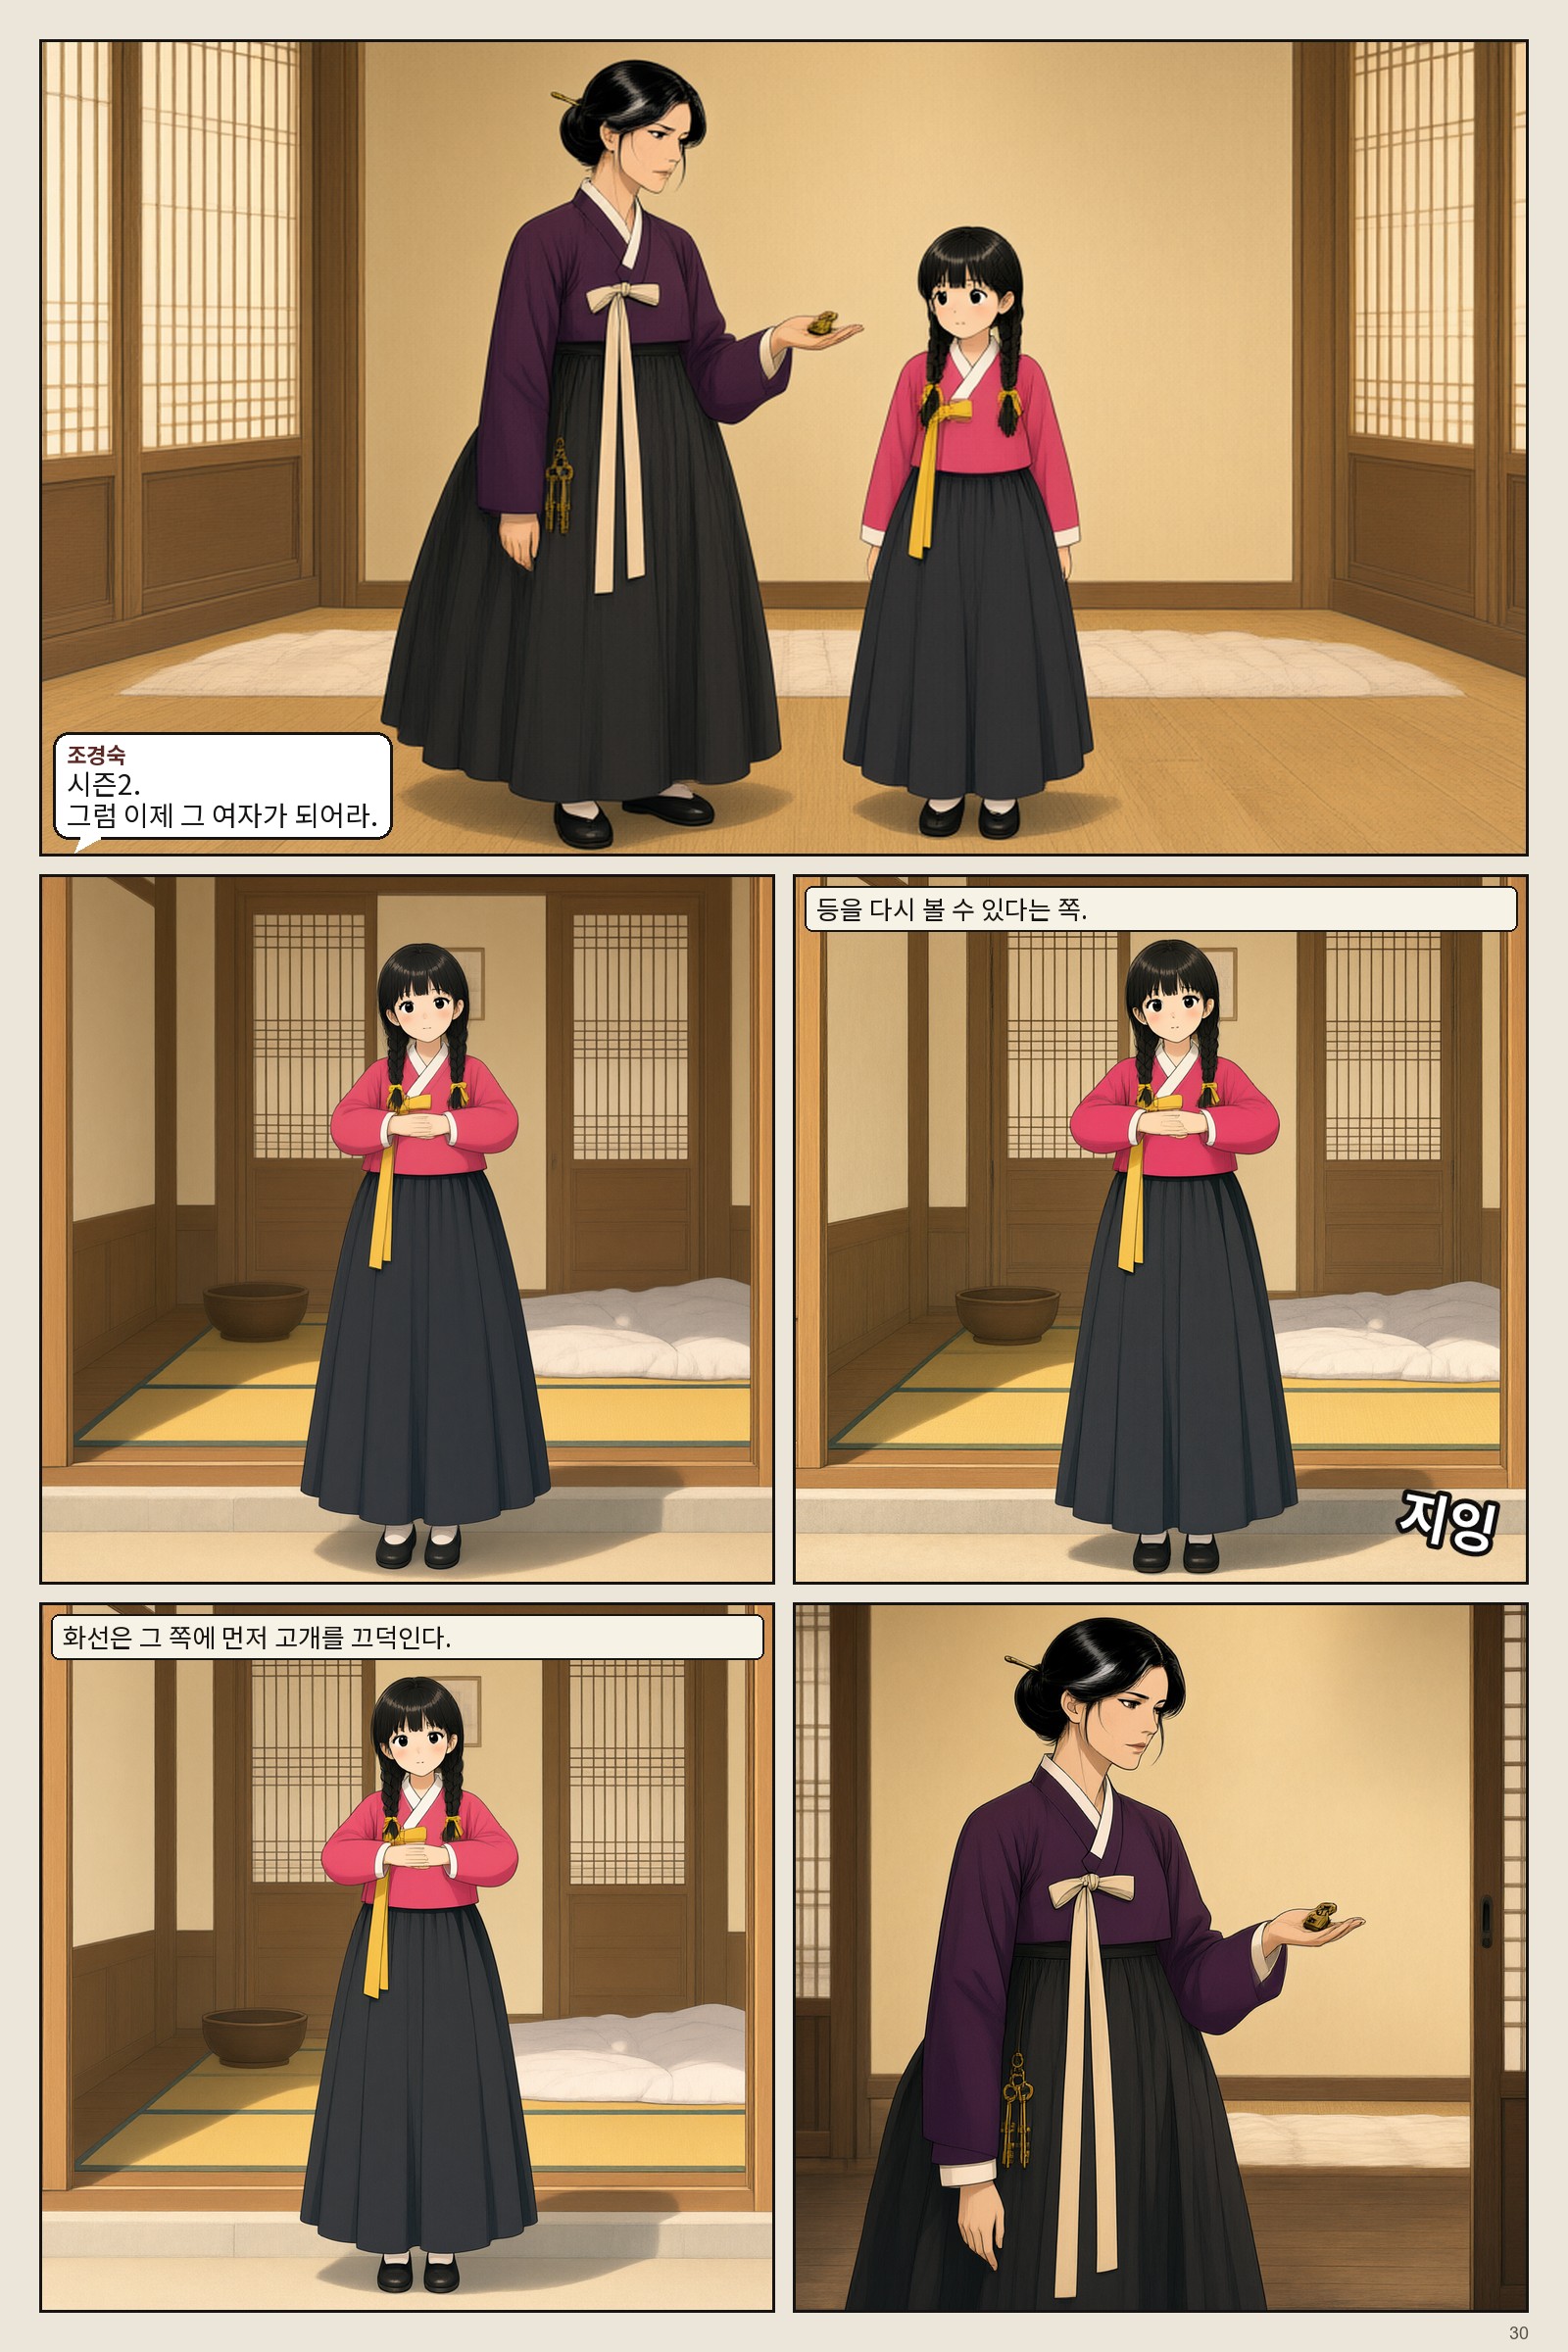 조경숙
시즌2.
그럼 이제 그 여자가 되어라.
등을 다시 볼 수 있다는 쪽.
지잉
화선은 그 쪽에 먼저 고개를 끄덕인다.
30